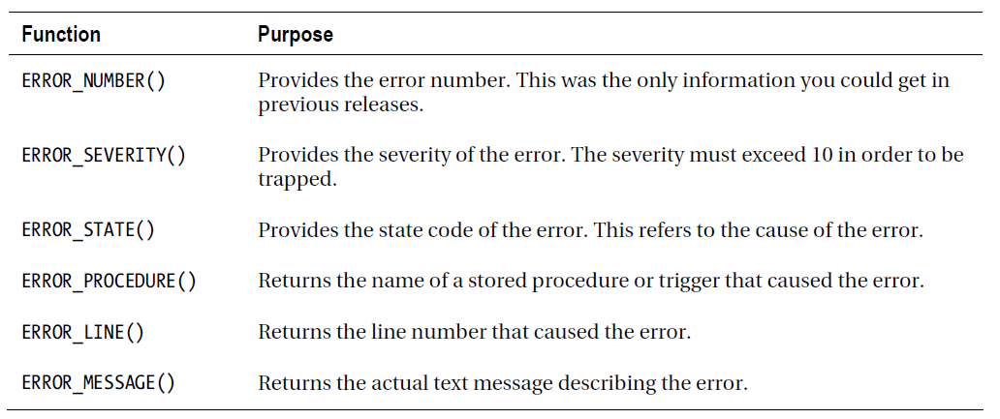 Function Purpose
ERROR_NUMBER() Provides the error number. This was the only information you could get in
previous releases.
ERROR_SEVERITY() Provides the severity of the error. The severity must exceed 10 in order to be
trapped.
ERROR_STATE() Provides the state code of the error. This refers to the cause of the error.
ERROR_PROCEDURE() Returns the name of a stored procedure or trigger that caused the error.
ERROR_LINE() Returns the line number that caused the error.
ERROR_MESSAGE() Returns the actual text message describing the error.